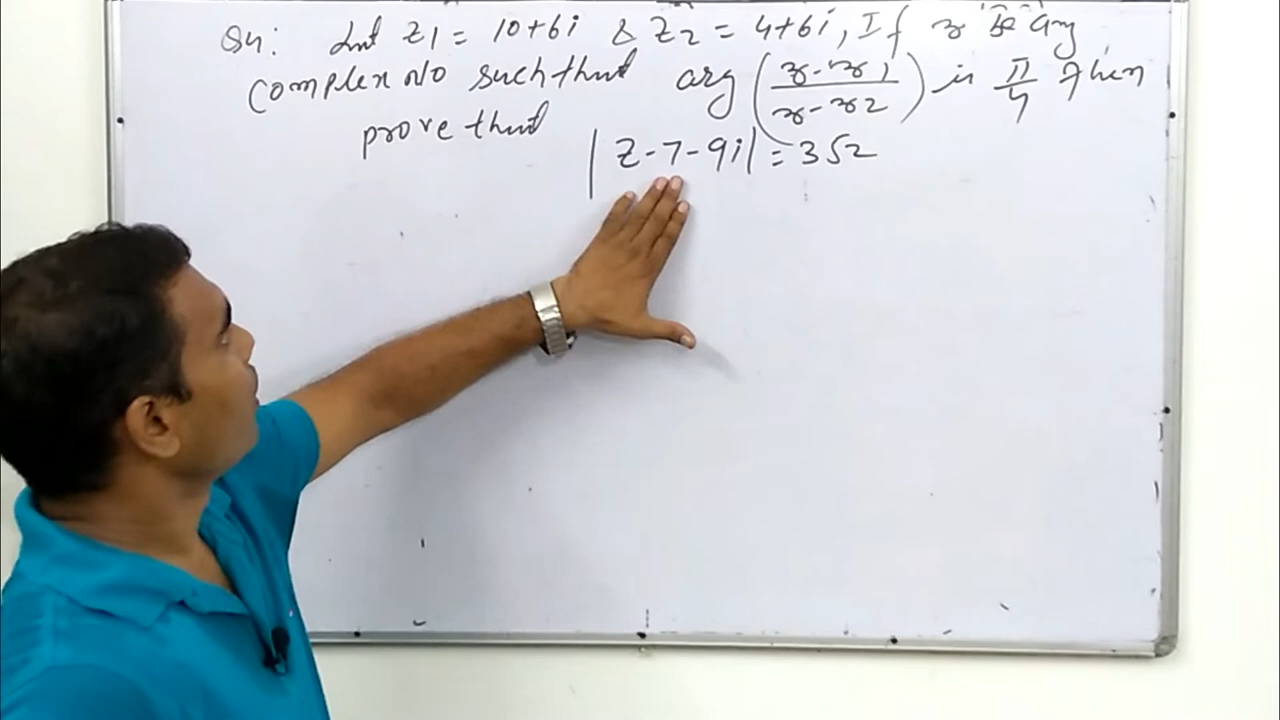 Q4: Let Z1 = 10+6i & Z2 = 4+6i, If z be any
complex No such that arg (z-z1/z-z2) is π/4 then
prove that
|Z-7-9i| = 3√2